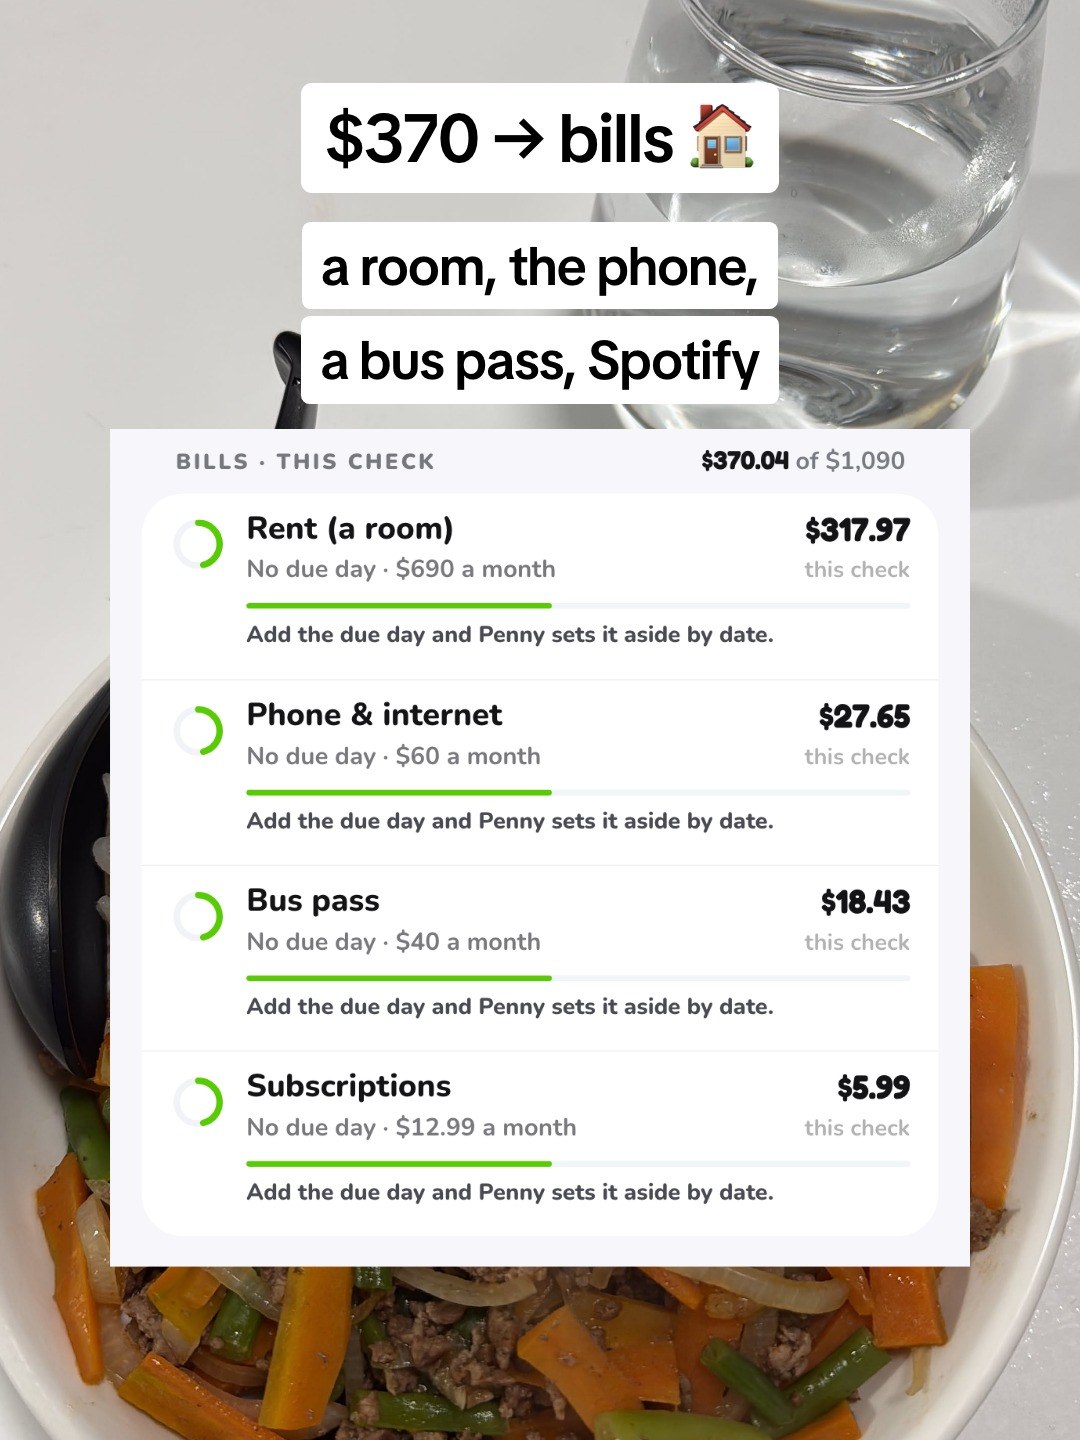 $370 → bills 🏠
a room, the phone,
a bus pass, Spotify
BILLS · THIS CHECK
$370.04 of $1,090
Rent (a room)
$317.97
No due day · $690 a month
this check
Add the due day and Penny sets it aside by date.
Phone & internet
$27.65
No due day · $60 a month
this check
Add the due day and Penny sets it aside by date.
Bus pass
$18.43
No due day · $40 a month
this check
Add the due day and Penny sets it aside by date.
Subscriptions
$5.99
No due day · $12.99 a month
this check
Add the due day and Penny sets it aside by date.